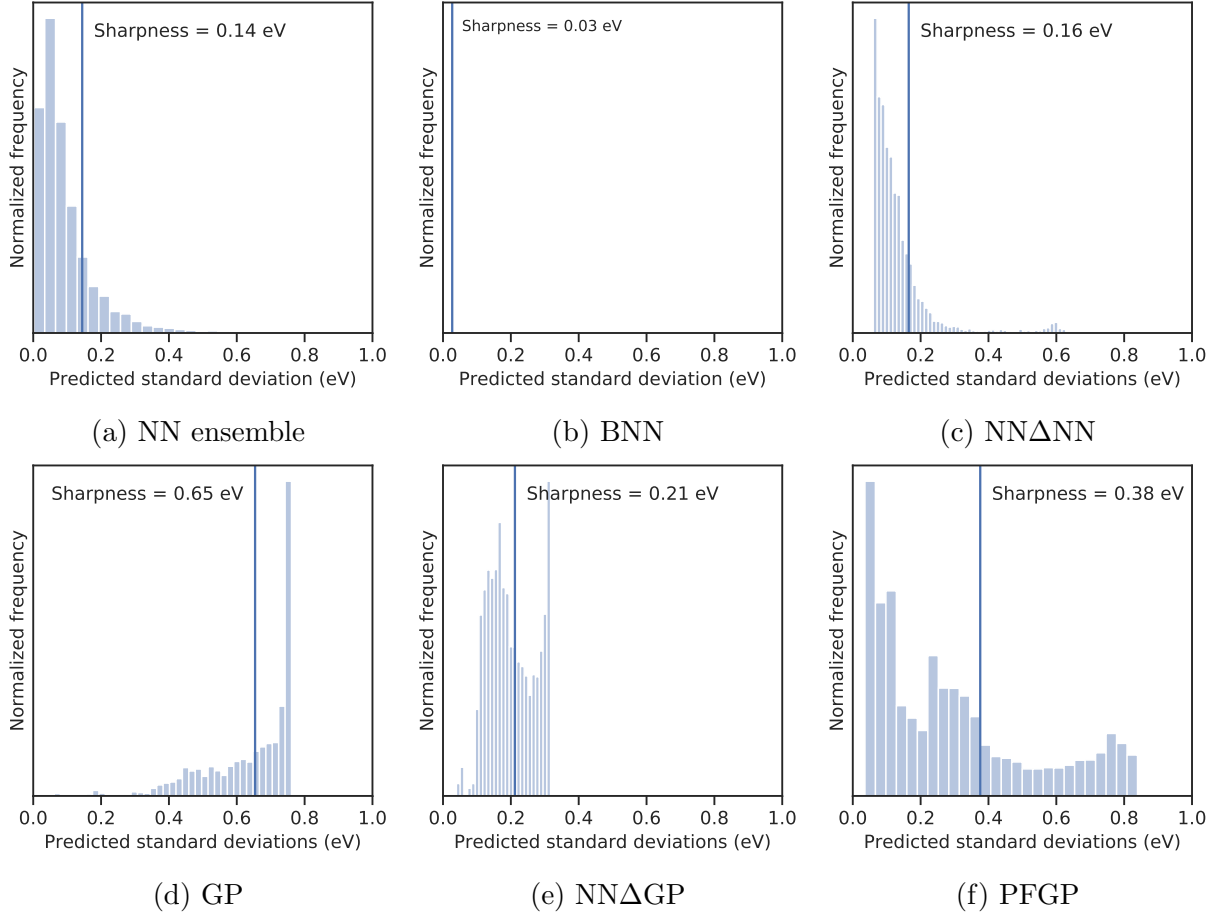 Sharpness = 0.14 eV
Normalized frequency
0.0 0.2 0.4 0.6 0.8 1.0
Predicted standard deviation (eV)
(a) NN ensemble
Sharpness = 0.03 eV
Normalized frequency
0.0 0.2 0.4 0.6 0.8 1.0
Predicted standard deviation (eV)
(b) BNN
Sharpness = 0.16 eV
Normalized frequency
0.0 0.2 0.4 0.6 0.8 1.0
Predicted standard deviations (eV)
(c) NNΔNN
Sharpness = 0.65 eV
Normalized frequency
0.0 0.2 0.4 0.6 0.8 1.0
Predicted standard deviations (eV)
(d) GP
Sharpness = 0.21 eV
Normalized frequency
0.0 0.2 0.4 0.6 0.8 1.0
Predicted standard deviations (eV)
(e) NNΔGP
Sharpness = 0.38 eV
Normalized frequency
0.0 0.2 0.4 0.6 0.8 1.0
Predicted standard deviations (eV)
(f) PFGP